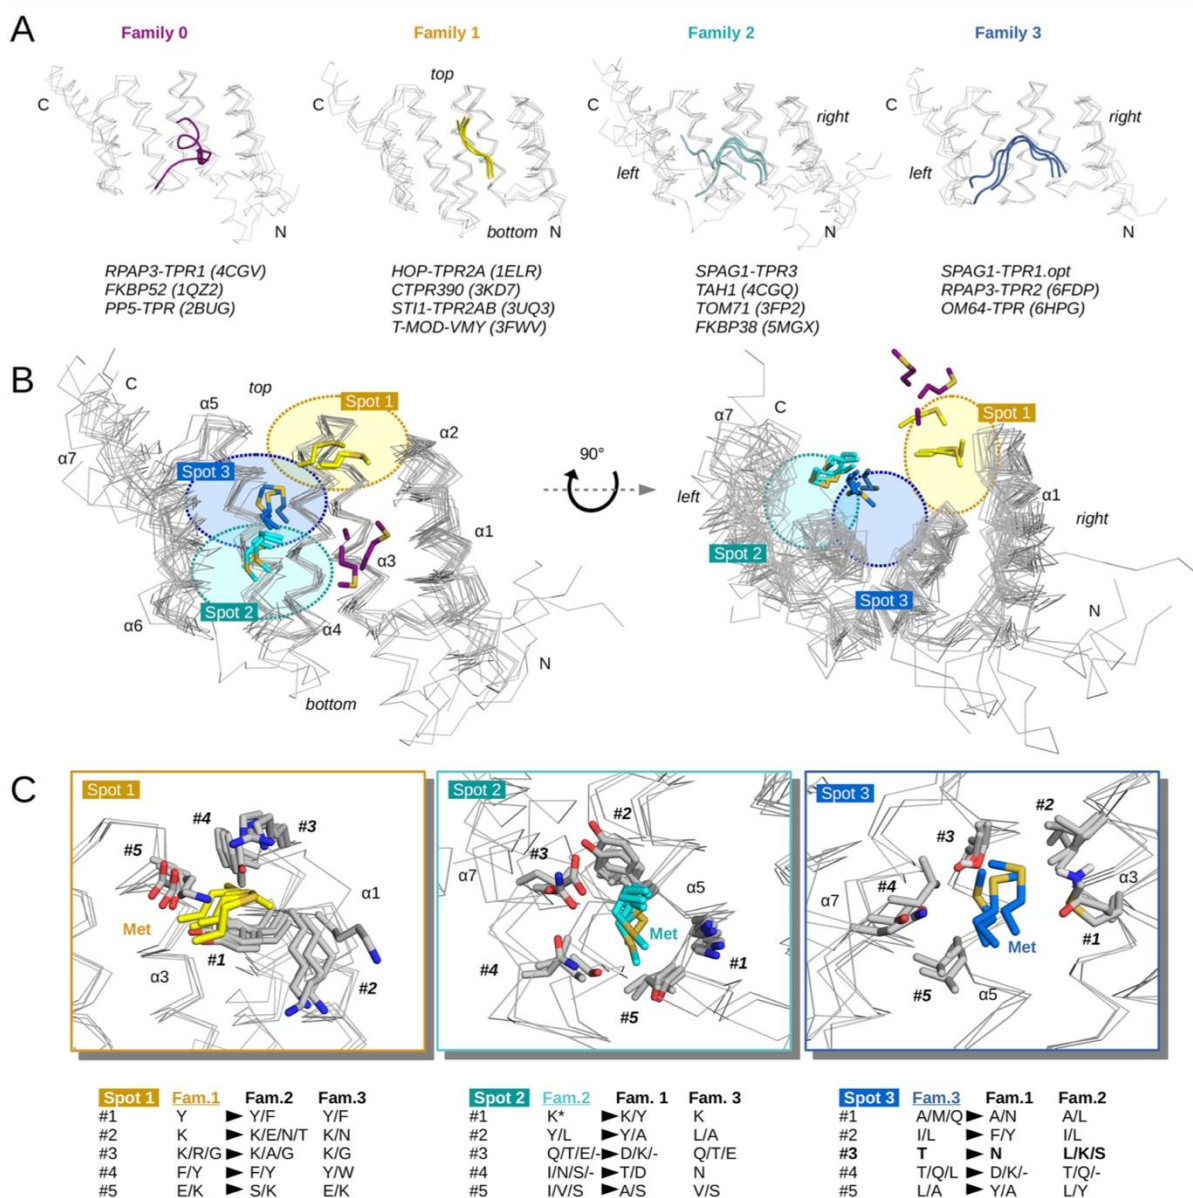 A
Family 0
Family 1
Family 2
Family 3
C
N
RPAP3-TPR1 (4CGV)
FKBP52 (1QZ2)
PP5-TPR (2BUG)
top
C
bottom
N
HOP-TPR2A (1ELR)
CTPR390 (3KD7)
STI1-TPR2AB (3UQ3)
T-MOD-VMY (3FWV)
C
right
left
N
SPAG1-TPR3
TAH1 (4CGQ)
TOM71 (3FP2)
FKBP38 (5MGX)
C
right
left
N
SPAG1-TPR1.opt
RPAP3-TPR2 (6FDP)
OM64-TPR (6HPG)
B
C
top
α5
Spot 1
α2
α7
Spot 3
α1
α3
Spot 2
α6
α4
N
bottom
90°
α7
C
Spot 1
left
α1
right
Spot 2
Spot 3
N
C
Spot 1
#4
#3
#5
α1
Met
#1
α3
#2
Spot 2
#2
#3
α7
α5
Met
#1
#4
#5
Spot 3
#2
#3
#4
α3
α7
Met
#1
#5
α5
Spot 1 Fam.1 Fam.2 Fam.3
#1 Y ► Y/F Y/F
#2 K ► K/E/N/T K/N
#3 K/R/G ► K/A/G K/G
#4 F/Y ► F/Y Y/W
#5 E/K ► S/K E/K
Spot 2 Fam.2 Fam. 1 Fam. 3
#1 K* ► K/Y K
#2 Y/L ► Y/A L/A
#3 Q/T/E/- ► D/K/- Q/T/E
#4 I/N/S/- ► T/D N
#5 I/V/S ► A/S V/S
Spot 3 Fam.3 Fam.1 Fam.2
#1 A/M/Q ► A/N A/L
#2 I/L ► F/Y I/L
#3 T ► N L/K/S
#4 T/Q/L ► D/K/- T/Q/-
#5 L/A ► Y/A L/Y